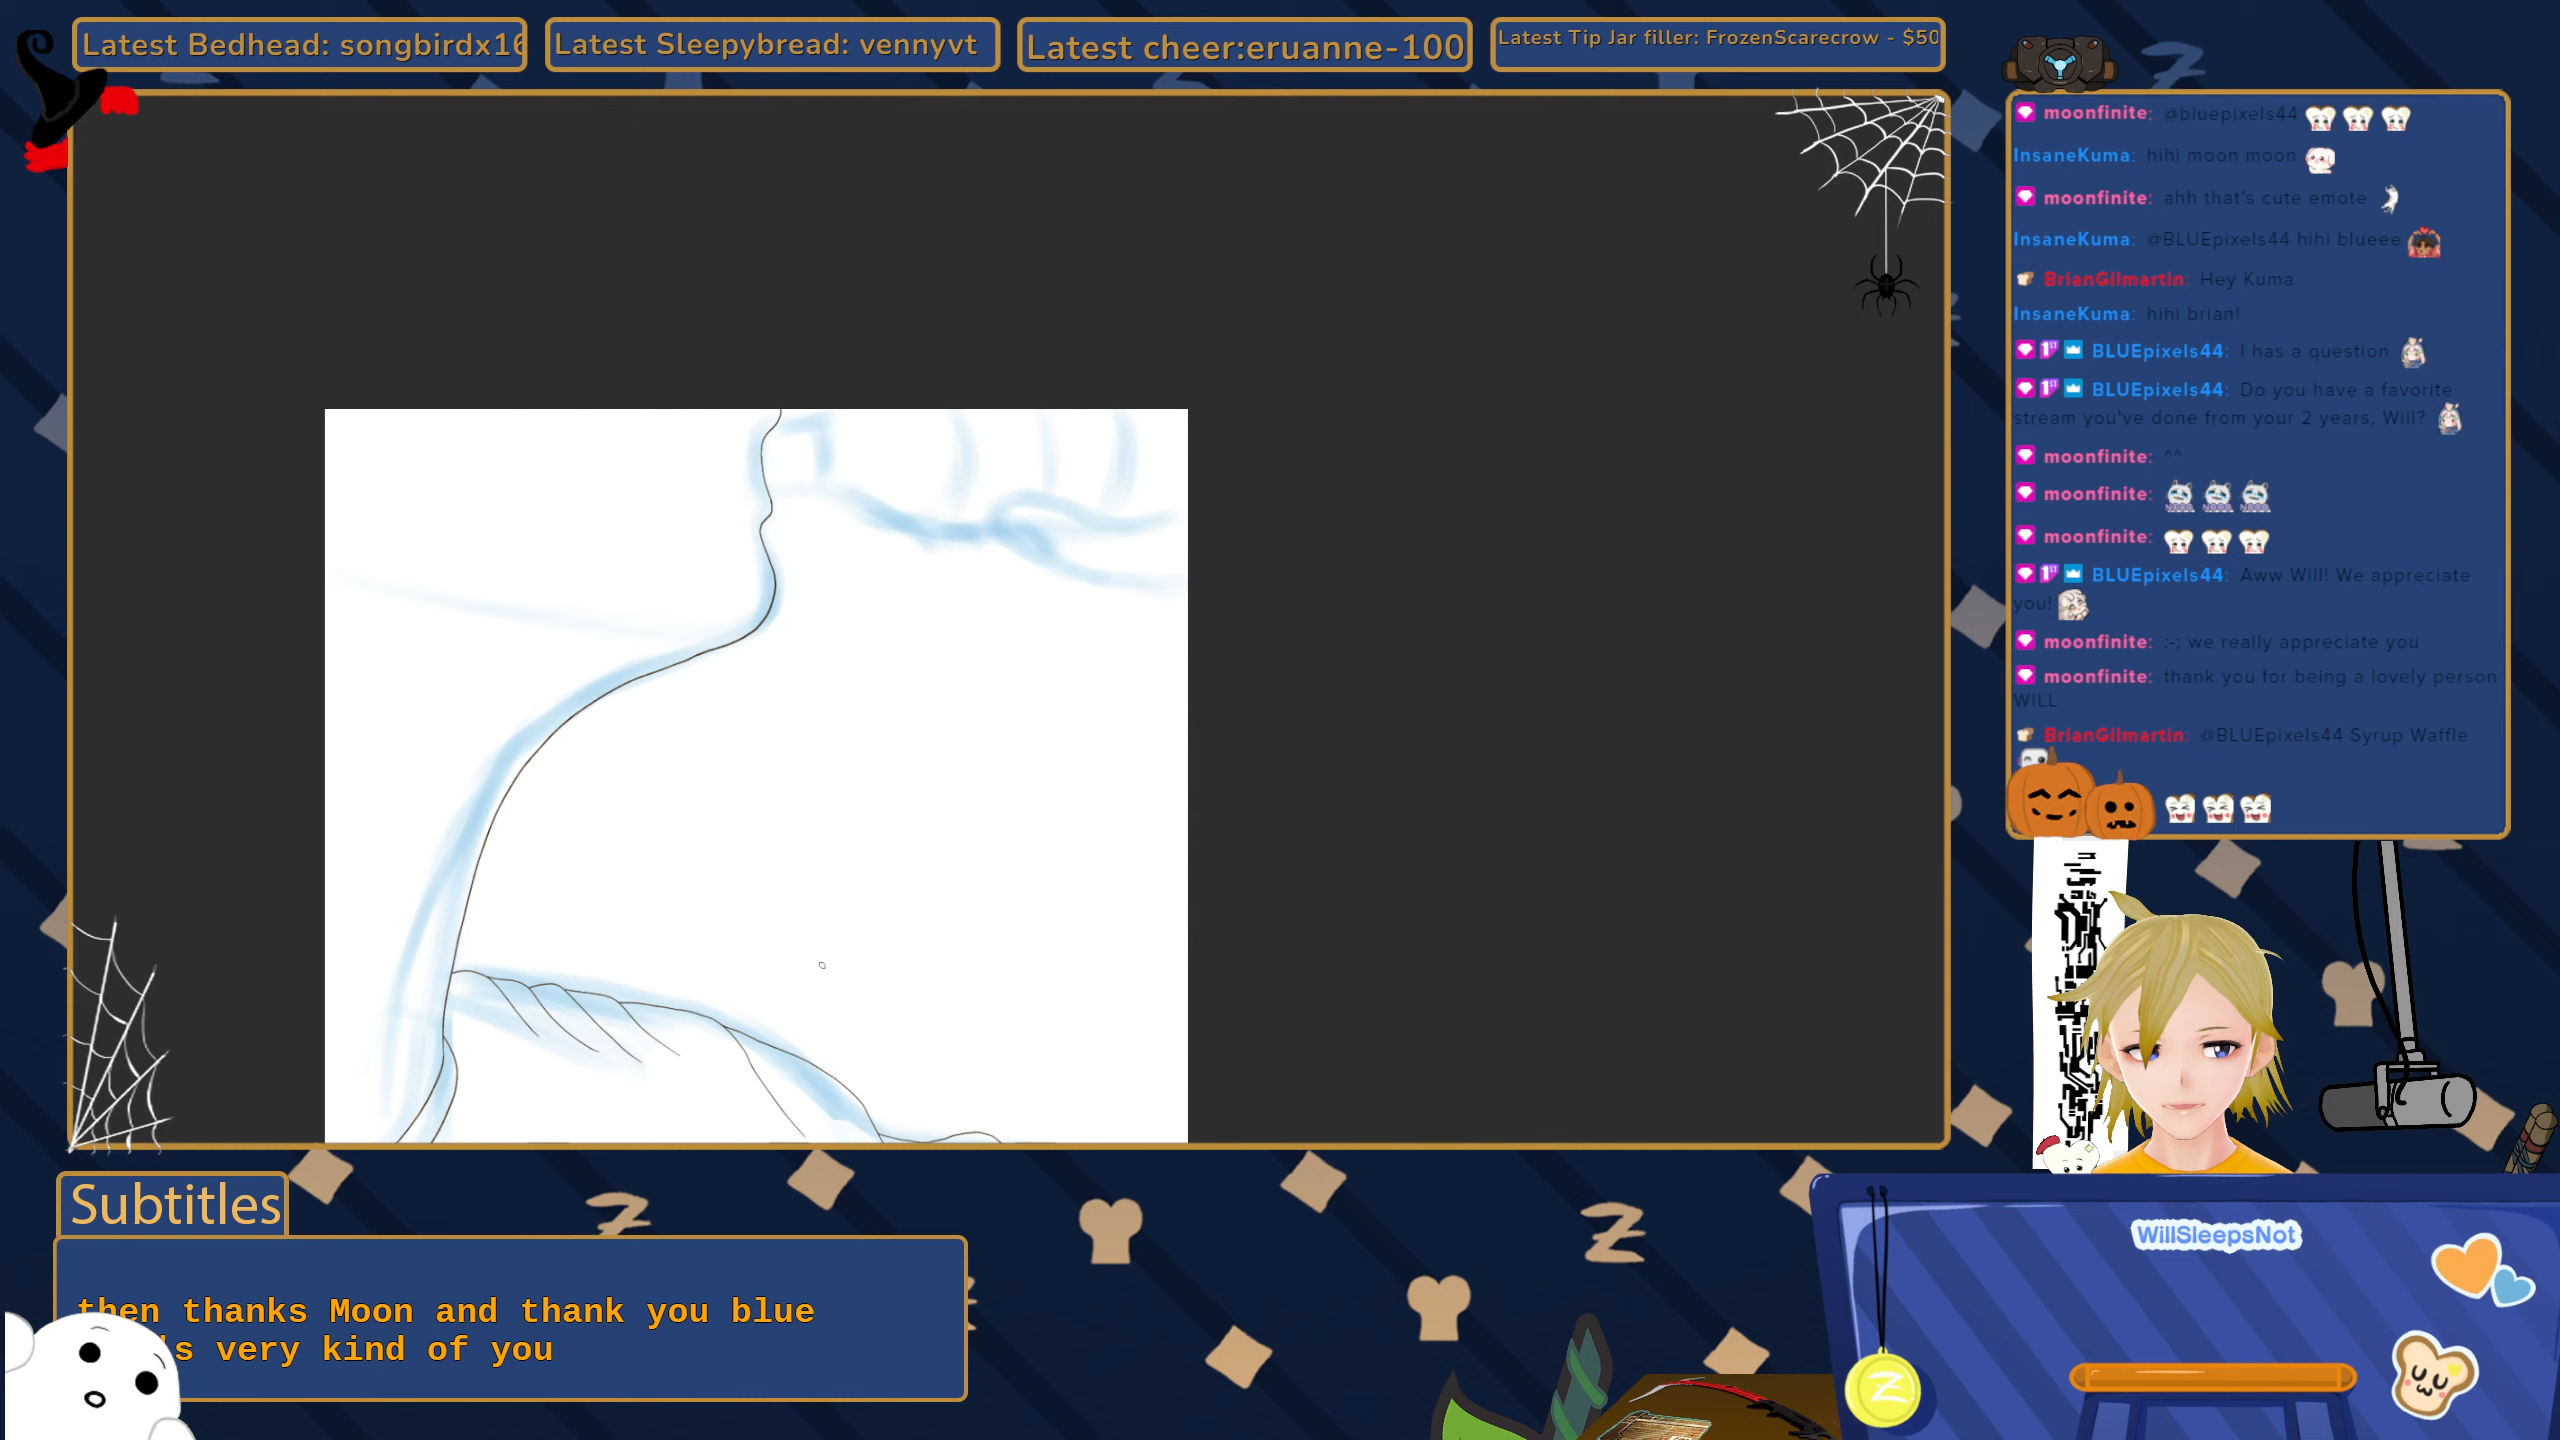 Latest Bedhead: songbirdx16
Latest Sleepybread: vennyvt
Latest cheer:eruanne-100
Latest Tip Jar filler: FrozenScarecrow - $50
moonfinite: @bluepixels44
InsaneKuma: hihi moon moon
moonfinite: ahh that's cute emote
InsaneKuma: @BLUEpixels44 hihi blueee
BrianGilmartin: Hey Kuma
InsaneKuma: hihi brian!
BLUEpixels44: I has a question
BLUEpixels44: Do you have a favorite
stream you've done from your 2 years, Will?
moonfinite: ^^
moonfinite:
moonfinite:
BLUEpixels44: Aww Will! We appreciate
you!
moonfinite: :-; we really appreciate you
moonfinite: thank you for being a lovely person
WILL
BrianGilmartin: @BLUEpixels44 Syrup Waffle
Subtitles
then thanks Moon and thank you blue
s very kind of you
WillSleepsNot
Z